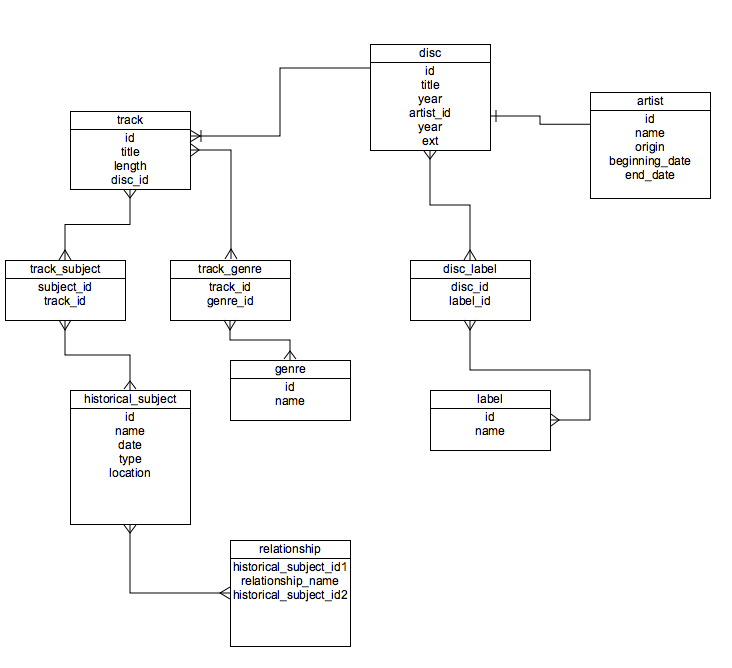 disc
id
title
year
artist_id
year
ext
artist
id
name
origin
beginning_date
end_date
track
id
title
length
disc_id
track_subject
subject_id
track_id
track_genre
track_id
genre_id
disc_label
disc_id
label_id
genre
id
name
historical_subject
id
name
date
type
location
label
id
name
relationship
historical_subject_id1
relationship_name
historical_subject_id2